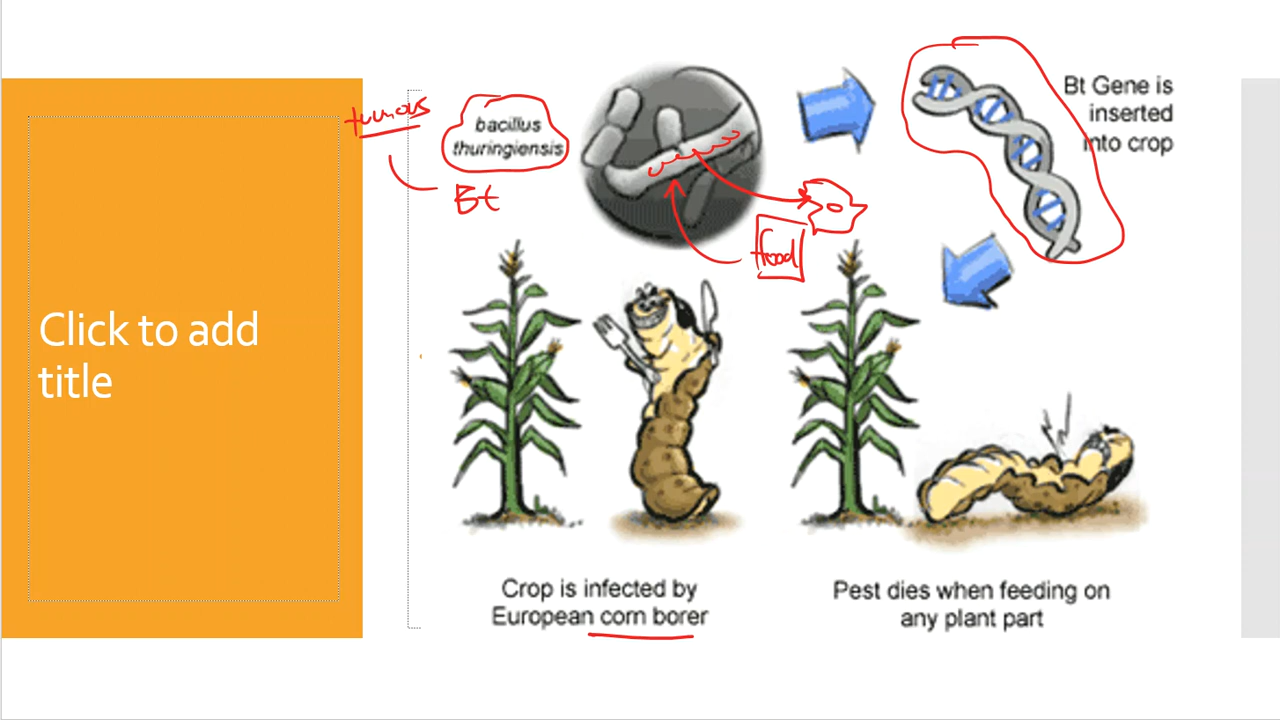 Click to add
title
bacillus
thuringiensis
Bt
food
Bt Gene is
inserted
into crop
Crop is infected by
European corn borer
Pest dies when feeding on
any plant part